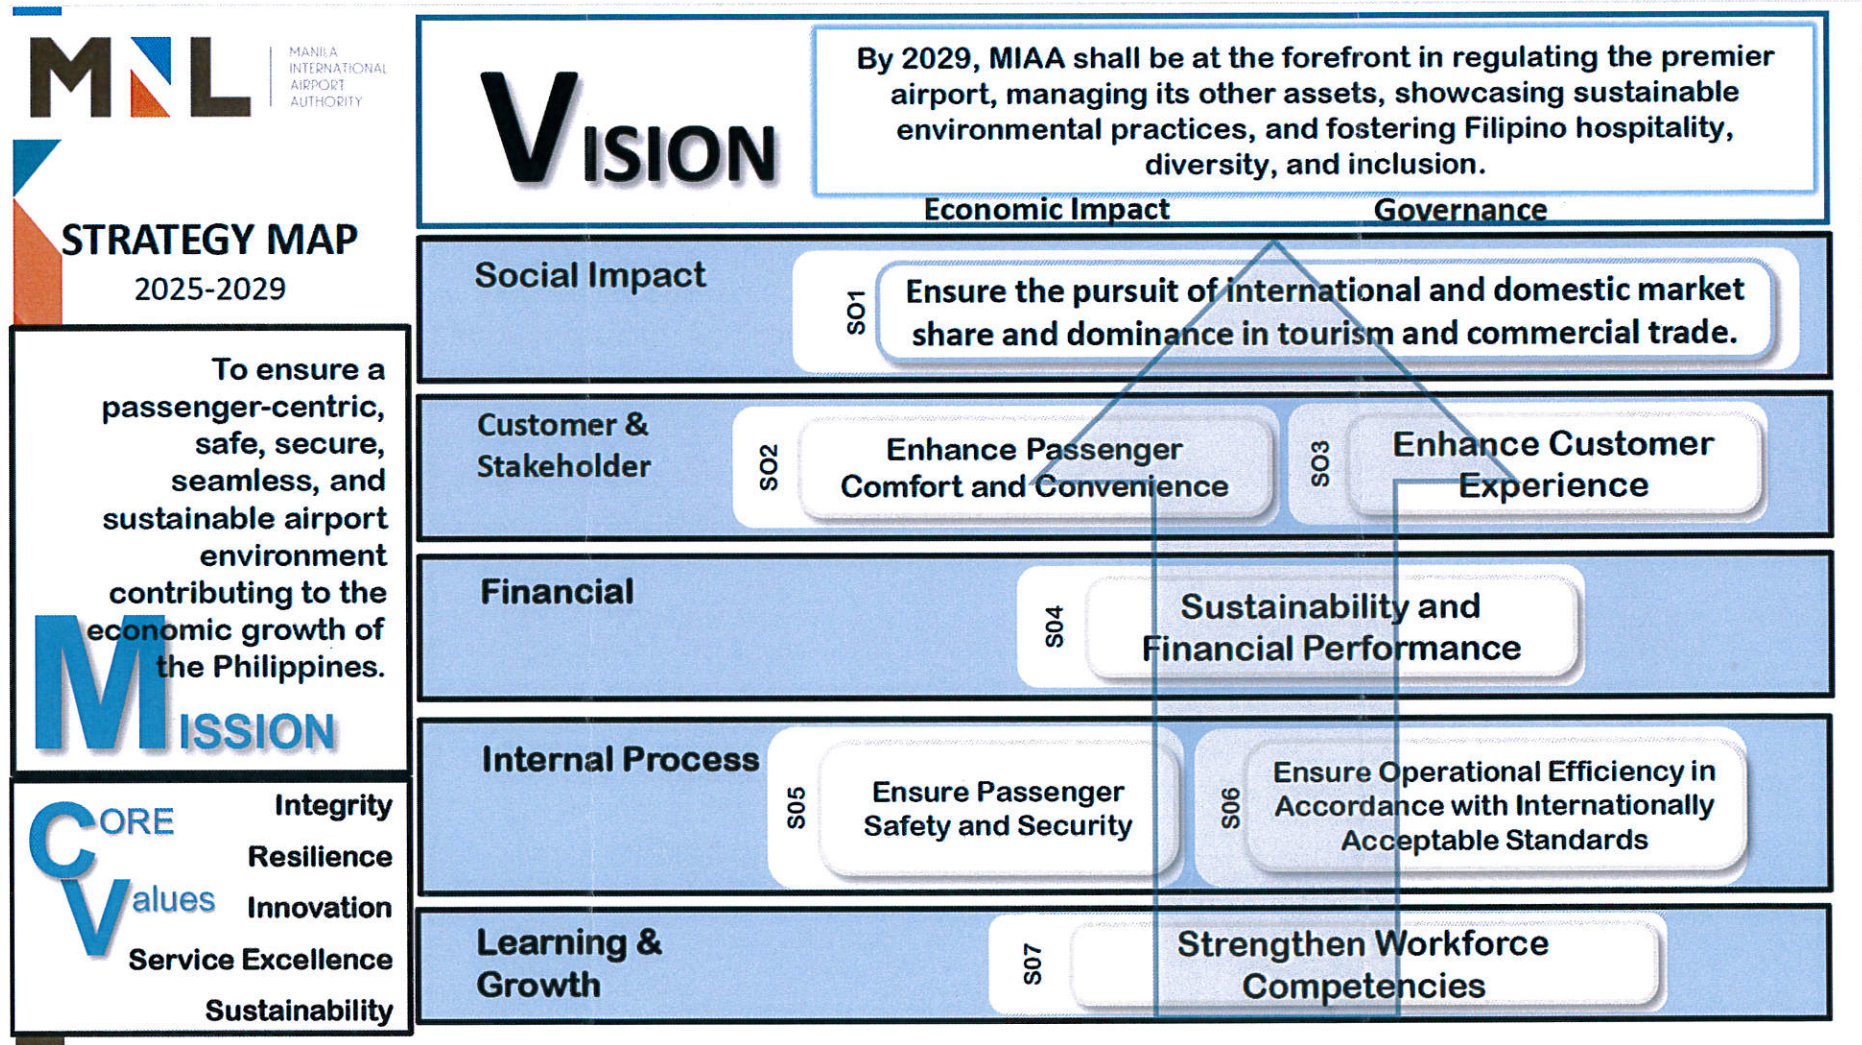 MNL
MANILA
INTERNATIONAL
AIRPORT
AUTHORITY
STRATEGY MAP
2025-2029
To ensure a
passenger-centric,
safe, secure,
seamless, and
sustainable airport
environment
contributing to the
economic growth of
the Philippines.
MISSION
CORE
Values
Integrity
Resilience
Innovation
Service Excellence
Sustainability
VISION
By 2029, MIAA shall be at the forefront in regulating the premier
airport, managing its other assets, showcasing sustainable
environmental practices, and fostering Filipino hospitality,
diversity, and inclusion.
Economic Impact
Governance
Social Impact
SO1
Ensure the pursuit of international and domestic market
share and dominance in tourism and commercial trade.
Customer &
Stakeholder
SO2
Enhance Passenger
Comfort and Convenience
SO3
Enhance Customer
Experience
Financial
S04
Sustainability and
Financial Performance
Internal Process
S05
Ensure Passenger
Safety and Security
S06
Ensure Operational Efficiency in
Accordance with Internationally
Acceptable Standards
Learning &
Growth
S07
Strengthen Workforce
Competencies